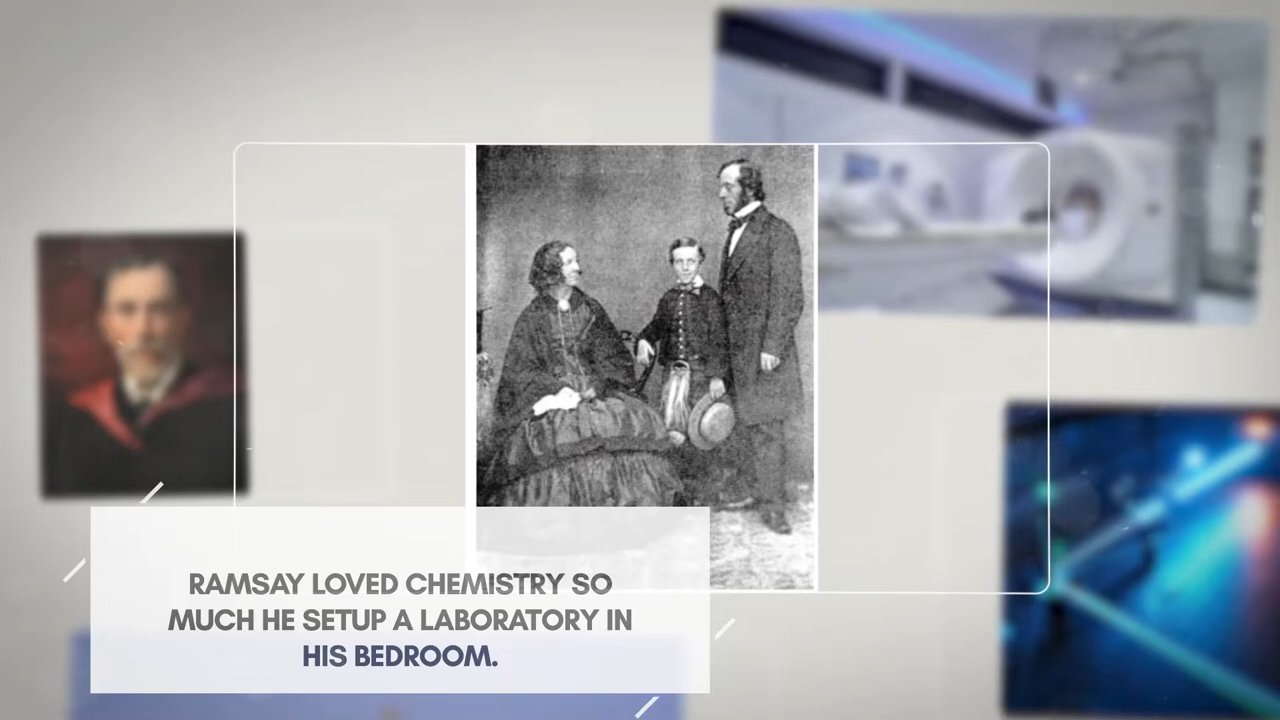 RAMSAY LOVED CHEMISTRY SO
MUCH HE SETUP A LABORATORY IN
HIS BEDROOM.